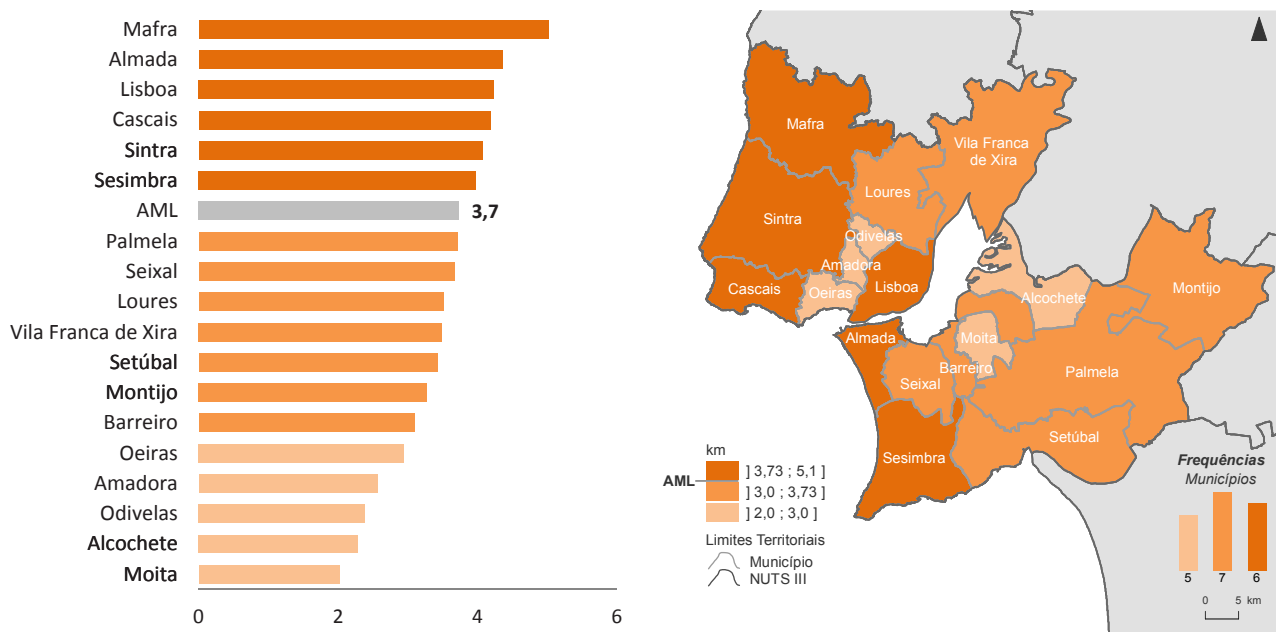 Mafra
Almada
Lisboa
Cascais
Sintra
Sesimbra
AML 3,7
Palmela
Seixal
Loures
Vila Franca de Xira
Setúbal
Montijo
Barreiro
Oeiras
Amadora
Odivelas
Alcochete
Moita
0 2 4 6
Mafra
Vila Franca
de Xira
Loures
Sintra
Odivelas
Amadora
Cascais
Oeiras
Lisboa
Alcochete
Montijo
Almada
Moita
Barreiro
Seixal
Palmela
Setúbal
Sesimbra
km
] 3,73 ; 5,1 ]
AML
] 3,0 ; 3,73 ]
] 2,0 ; 3,0 ]
Limites Territoriais
Município
NUTS III
Frequências
Municípios
5 7 6
0 5 km